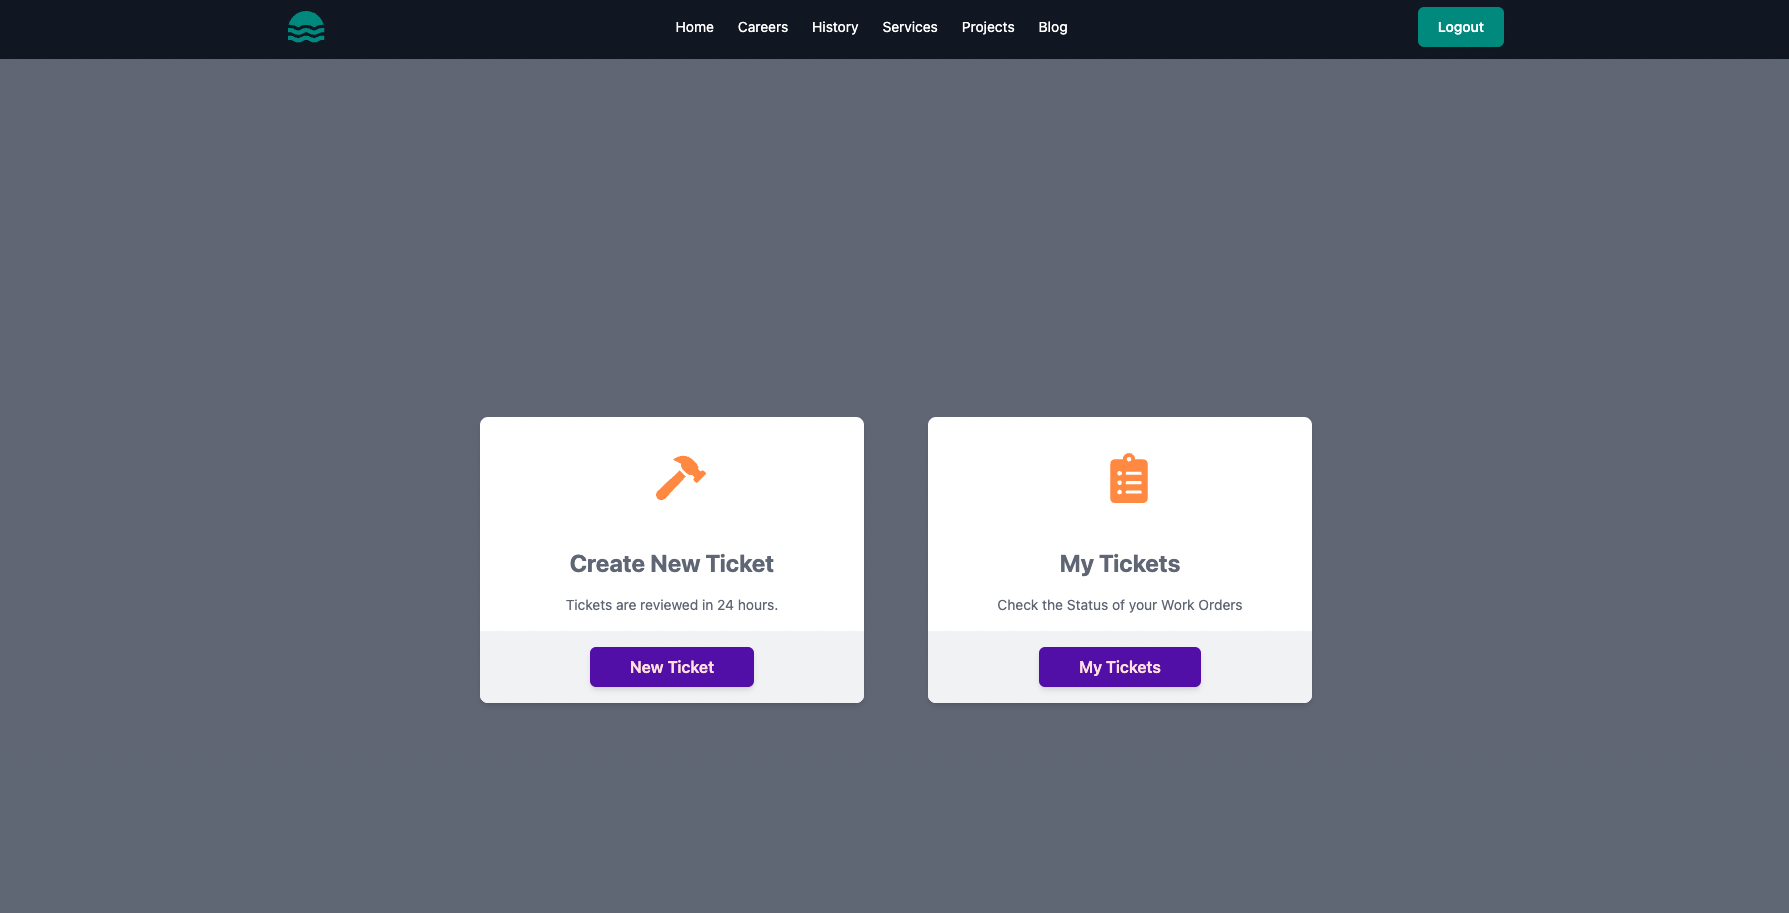 Home Careers History Services Projects Blog Logout
Create New Ticket
Tickets are reviewed in 24 hours.
New Ticket
My Tickets
Check the Status of your Work Orders
My Tickets